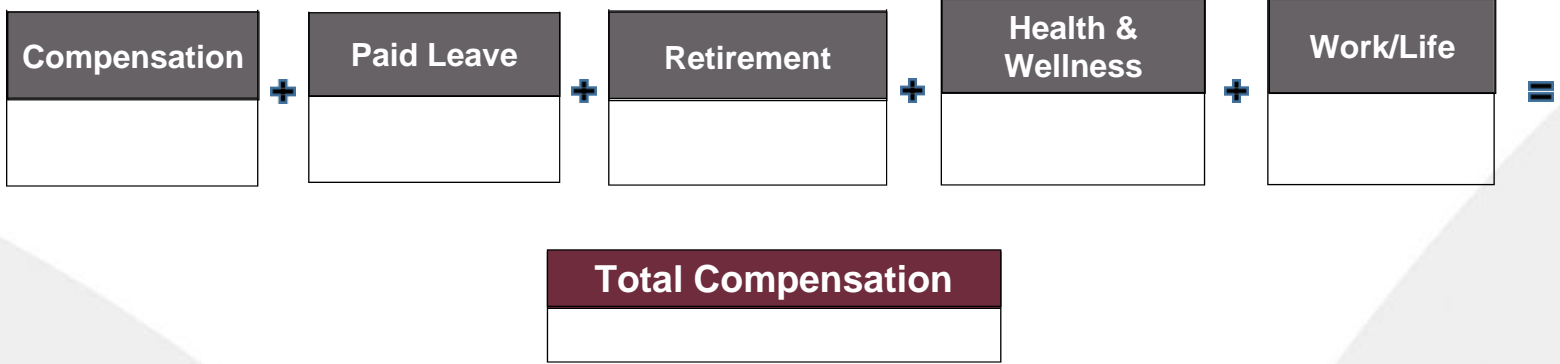 Compensation
Paid Leave
Retirement
Health &
Wellness
Work/Life
Total Compensation